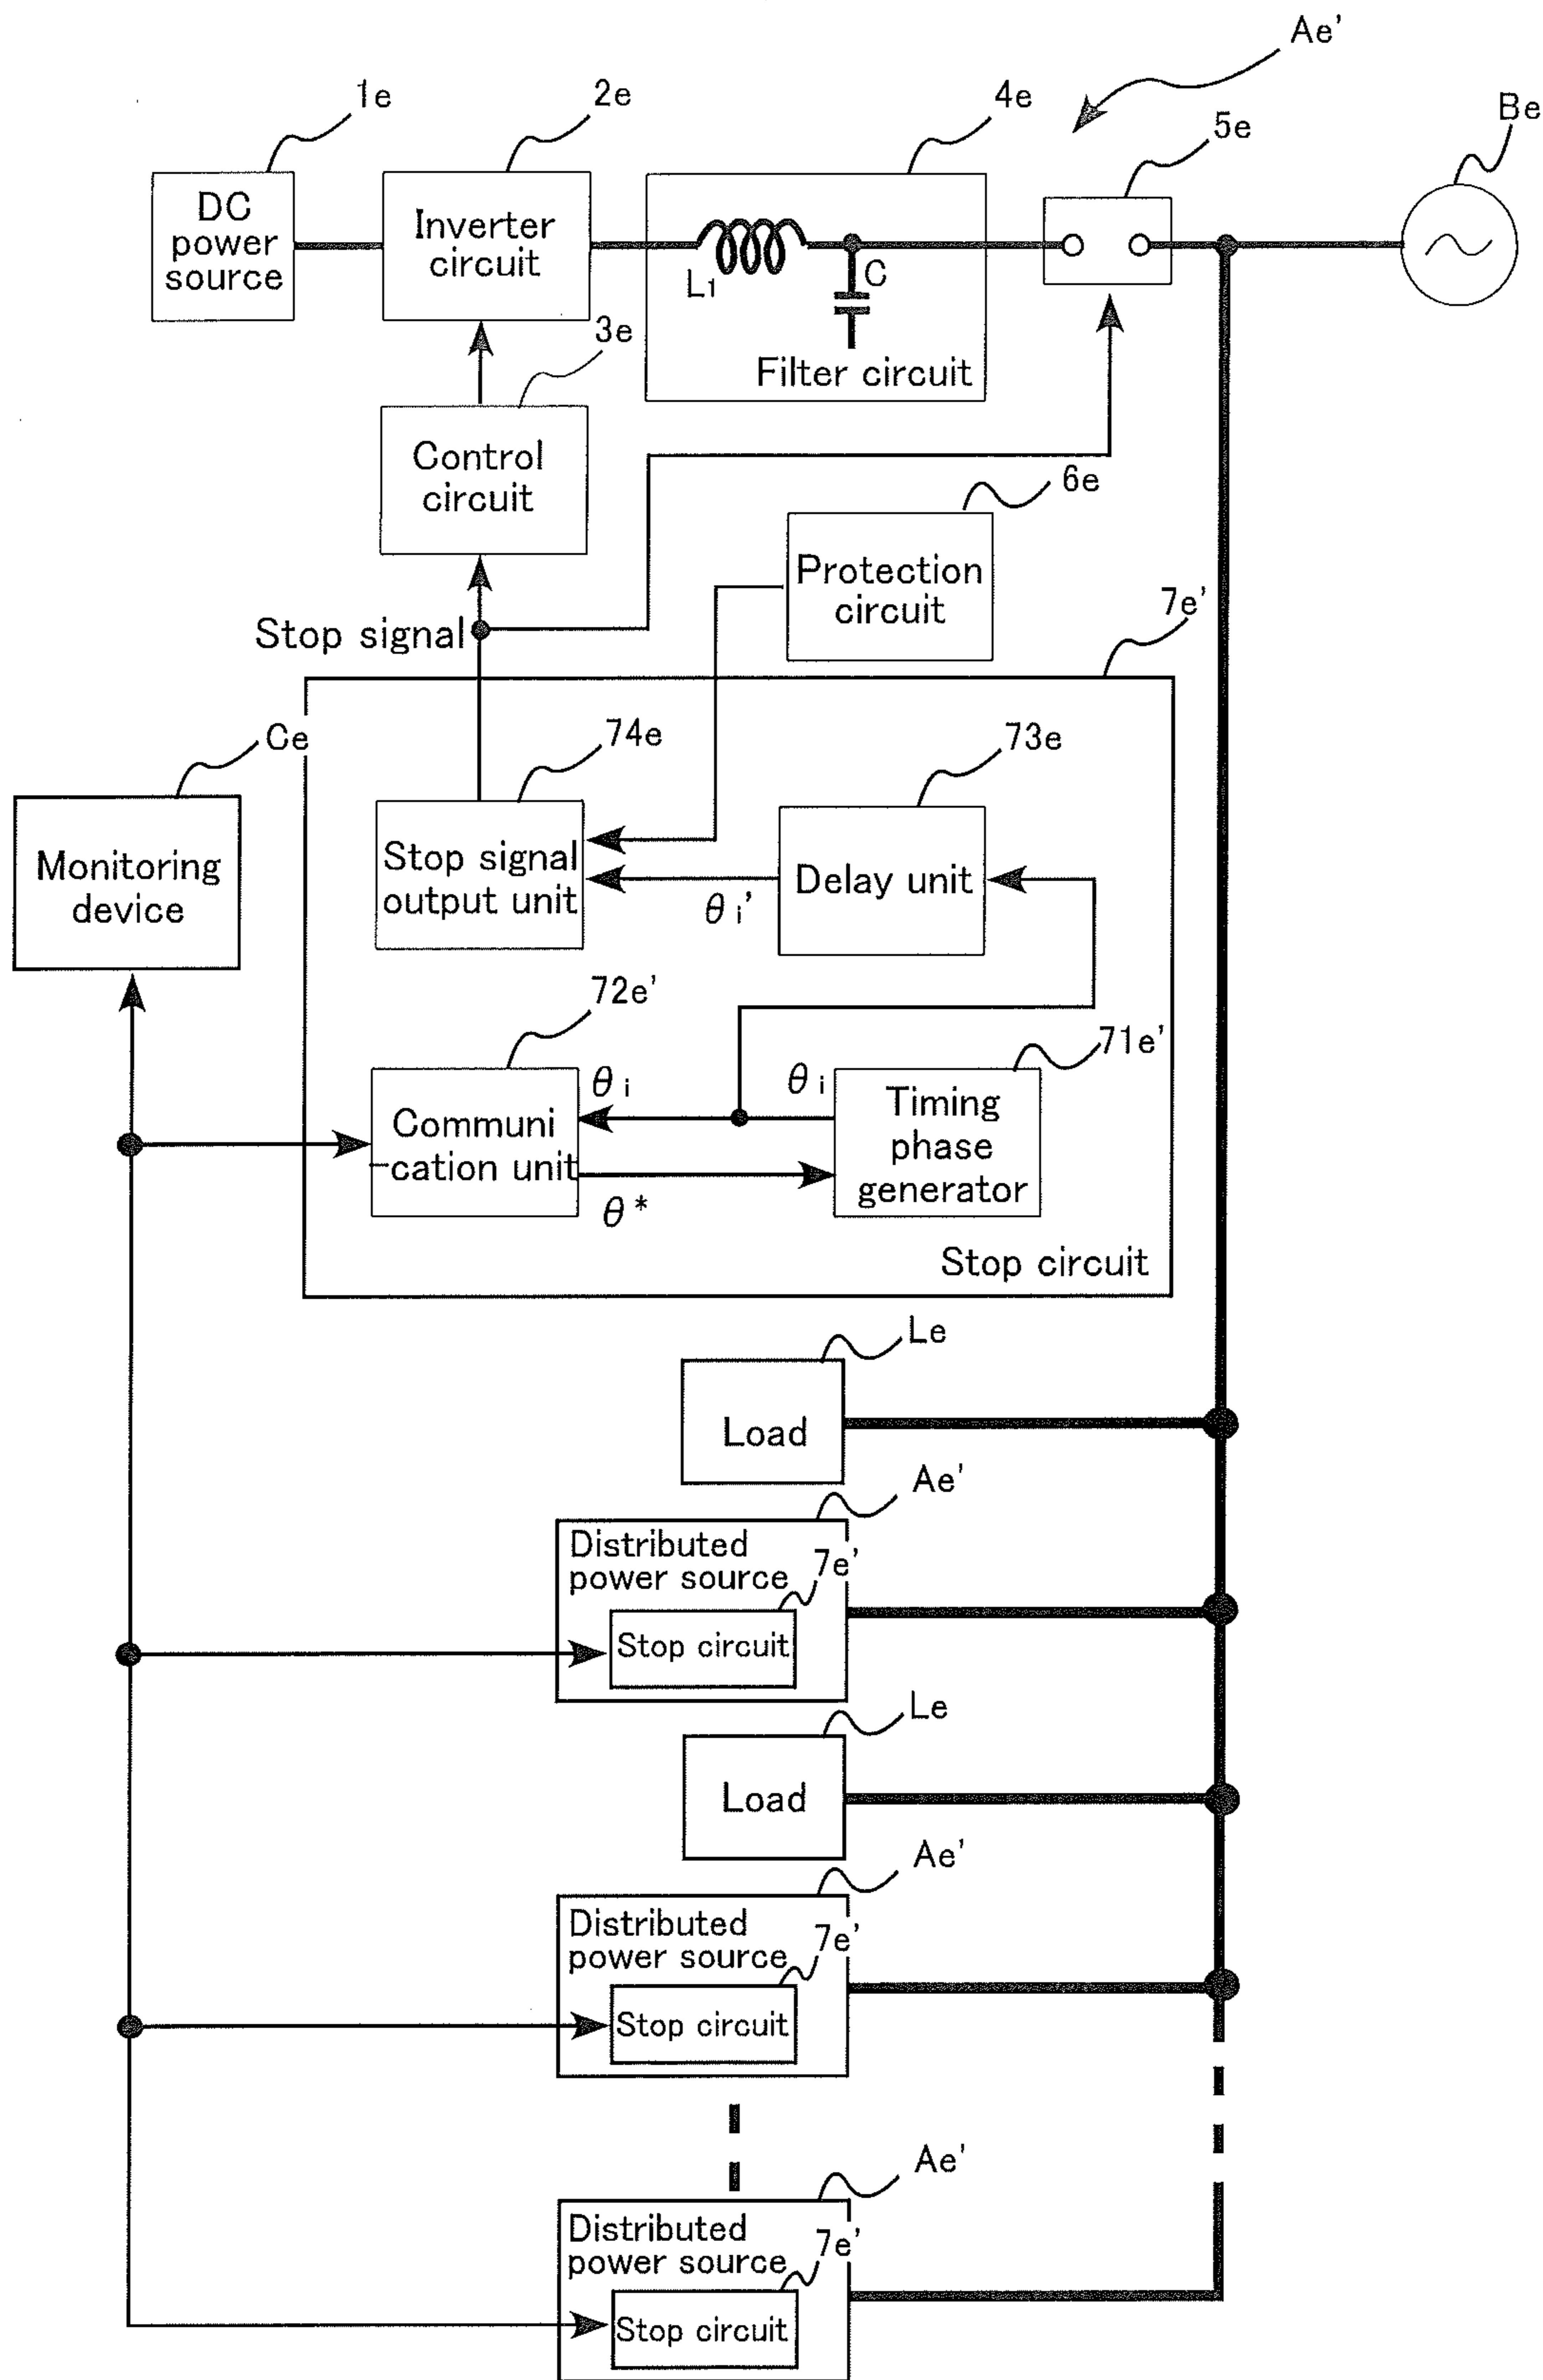 Ae'
1e
2e
4e
5e
Be
DC
power
source
Inverter
circuit
L1
C
Filter circuit
3e
Control
circuit
6e
Protection
circuit
7e'
Stop signal
Ce
74e
73e
Monitoring
device
Stop signal
output unit
θi'
Delay unit
72e'
71e'
θi
θi
Communi
-cation unit
θ*
Timing
phase
generator
Stop circuit
Le
Load
Ae'
Distributed
power source
7e'
Stop circuit
Le
Load
Ae'
Distributed
power source
7e'
Stop circuit
Ae'
Distributed
power source
7e'
Stop circuit